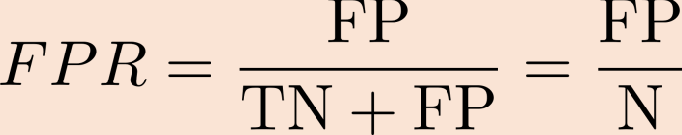 FPR = FP / (TN + FP) = FP / N